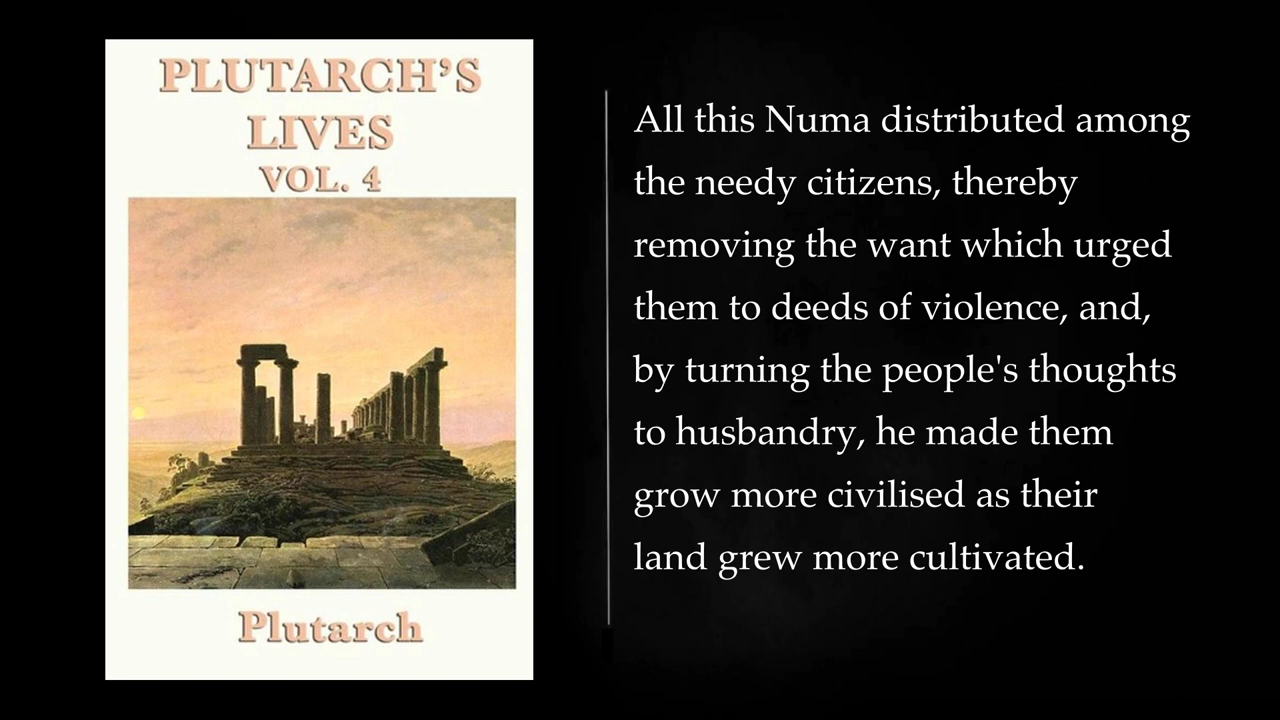 PLUTARCH'S
LIVES
VOL. 4
Plutarch
All this Numa distributed among
the needy citizens, thereby
removing the want which urged
them to deeds of violence, and,
by turning the people's thoughts
to husbandry, he made them
grow more civilised as their
land grew more cultivated.